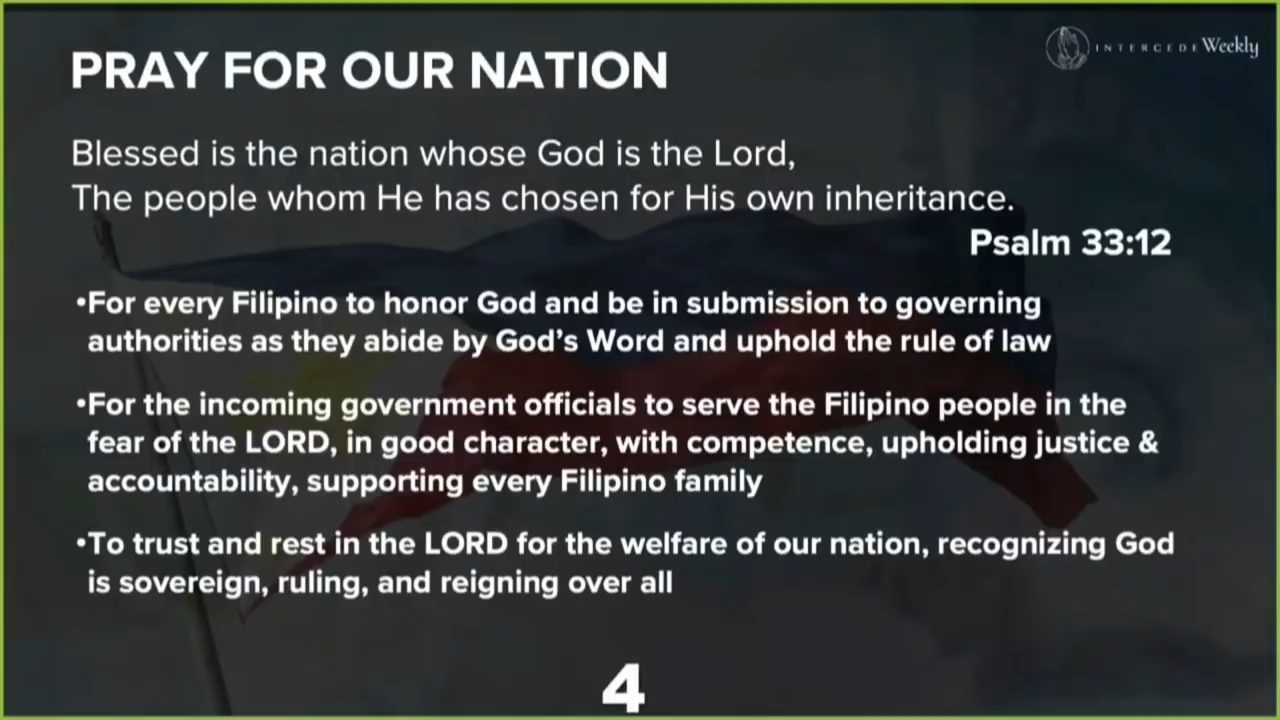 PRAY FOR OUR NATION
INTERCEDE Weekly
Blessed is the nation whose God is the Lord,
The people whom He has chosen for His own inheritance.
Psalm 33:12
•For every Filipino to honor God and be in submission to governing
authorities as they abide by God’s Word and uphold the rule of law
•For the incoming government officials to serve the Filipino people in the
fear of the LORD, in good character, with competence, upholding justice &
accountability, supporting every Filipino family
•To trust and rest in the LORD for the welfare of our nation, recognizing God
is sovereign, ruling, and reigning over all
4